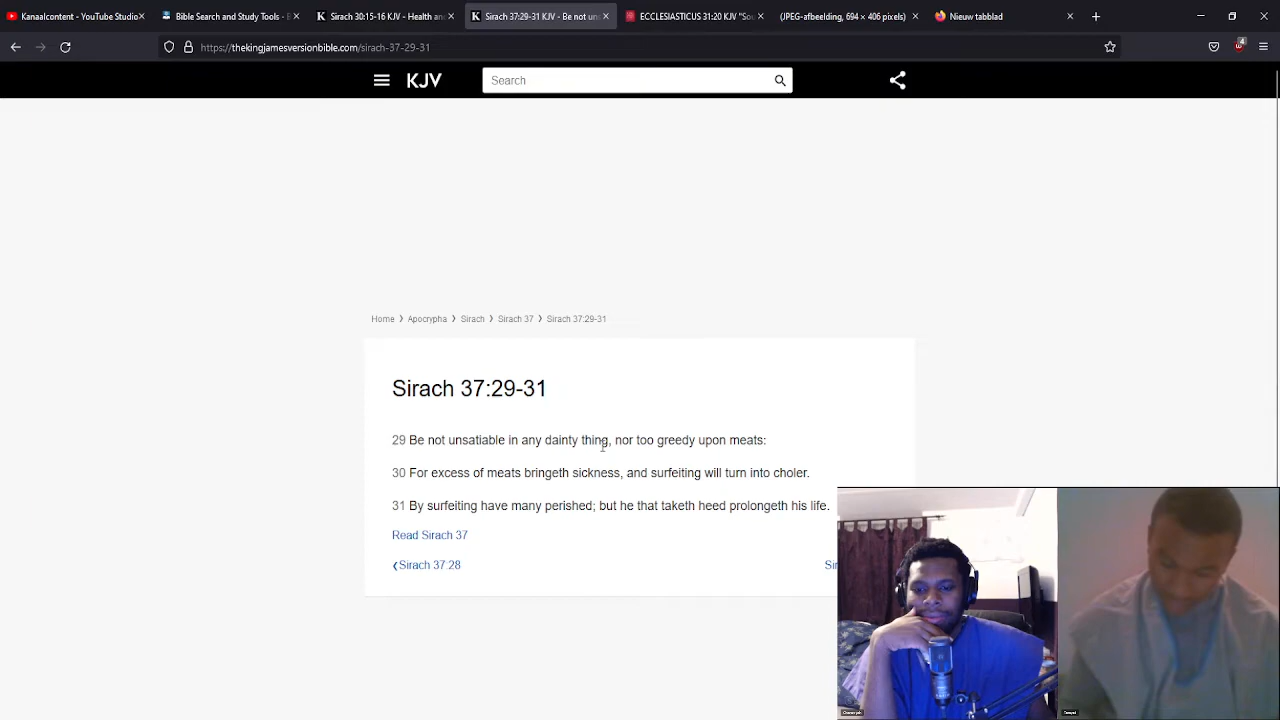 Kanaalcontent - YouTube Studio
Bible Search and Study Tools - B
Sirach 30:15-16 KJV - Health an
Sirach 37:29-31 KJV - Be not un
ECCLESIASTICUS 31:20 KJV "Sou
(JPEG-afbeelding, 694 × 406 pixels)
Nieuw tabblad
https://thekingjamesversionbible.com/sirach-37-29-31
4
KJV
Search
Home > Apocrypha > Sirach > Sirach 37 > Sirach 37:29-31
Sirach 37:29-31
29 Be not unsatiable in any dainty thing, nor too greedy upon meats:
30 For excess of meats bringeth sickness, and surfeiting will turn into choler.
31 By surfeiting have many perished; but he that taketh heed prolongeth his life.
Read Sirach 37
‹Sirach 37:28
Sir